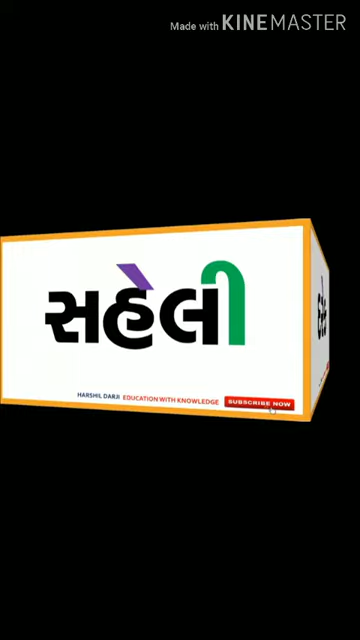 Made with KINEMASTER
સહેલી
HARSHIL DARJI EDUCATION WITH KNOWLEDGE SUBSCRIBE NOW